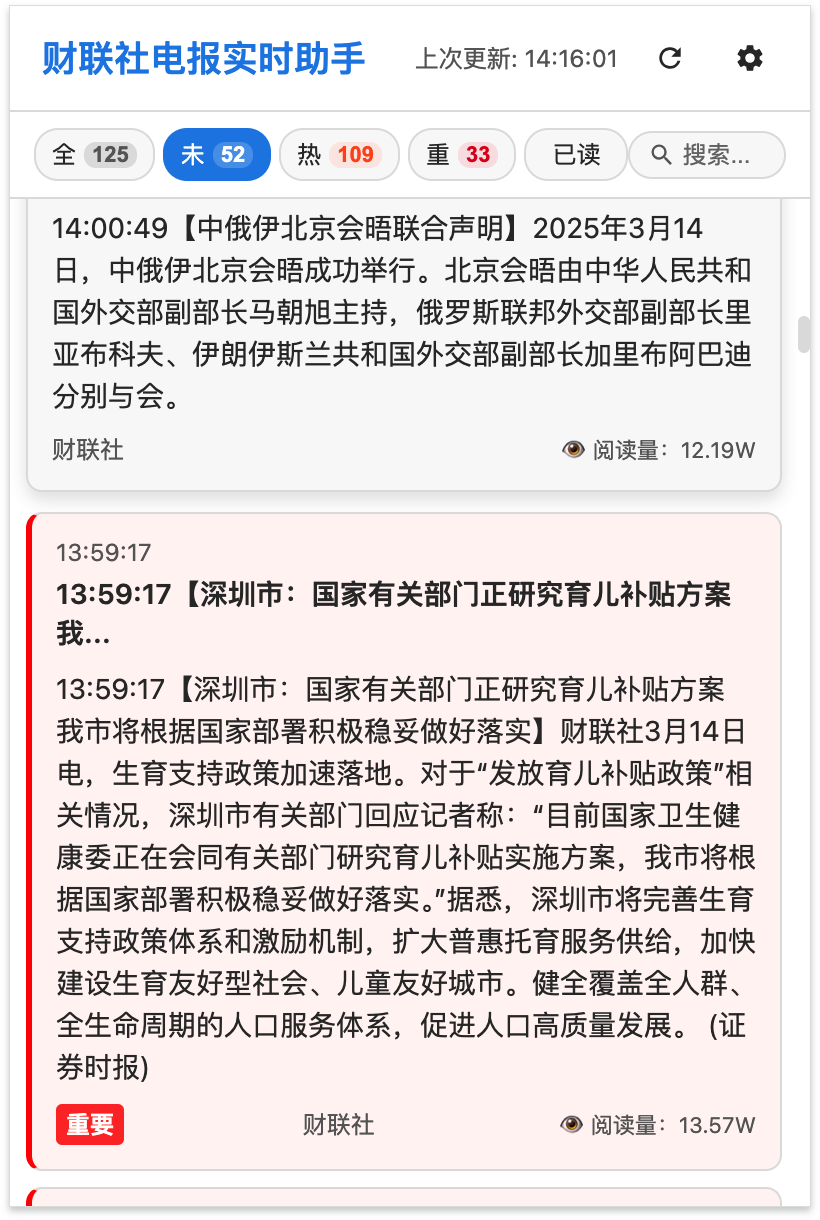 财联社电报实时助手
上次更新: 14:16:01
全 125
未 52
热 109
重 33
已读
搜索...
14:00:49【中俄伊北京会晤联合声明】2025年3月14
日，中俄伊北京会晤成功举行。北京会晤由中华人民共和
国外交部副部长马朝旭主持，俄罗斯联邦外交部副部长里
亚布科夫、伊朗伊斯兰共和国外交部副部长加里布阿巴迪
分别与会。
财联社
阅读量：12.19W
13:59:17
13:59:17【深圳市：国家有关部门正研究育儿补贴方案
我...
13:59:17【深圳市：国家有关部门正研究育儿补贴方案
我市将根据国家部署积极稳妥做好落实】财联社3月14日
电，生育支持政策加速落地。对于“发放育儿补贴政策”相
关情况，深圳市有关部门回应记者称：“目前国家卫生健
康委正在会同有关部门研究育儿补贴实施方案，我市将根
据国家部署积极稳妥做好落实。”据悉，深圳市将完善生育
支持政策体系和激励机制，扩大普惠托育服务供给，加快
建设生育友好型社会、儿童友好城市。健全覆盖全人群、
全生命周期的人口服务体系，促进人口高质量发展。 (证
券时报)
重要
财联社
阅读量：13.57W